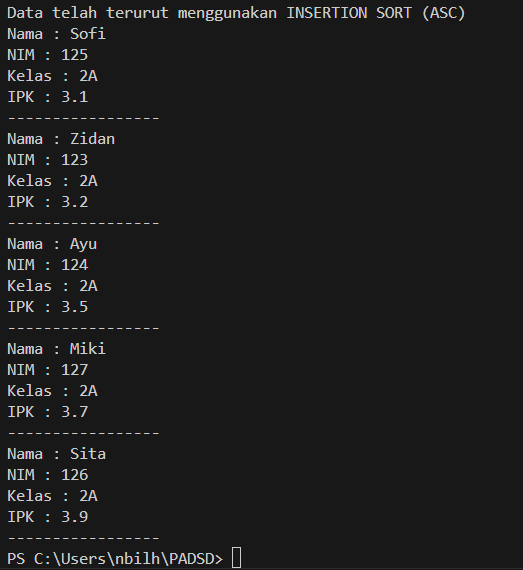 Data telah terurut menggunakan INSERTION SORT (ASC)
Nama : Sofi
NIM : 125
Kelas : 2A
IPK : 3.1
-----------------
Nama : Zidan
NIM : 123
Kelas : 2A
IPK : 3.2
-----------------
Nama : Ayu
NIM : 124
Kelas : 2A
IPK : 3.5
-----------------
Nama : Miki
NIM : 127
Kelas : 2A
IPK : 3.7
-----------------
Nama : Sita
NIM : 126
Kelas : 2A
IPK : 3.9
-----------------
PS C:\Users\nbilh\PADSD>